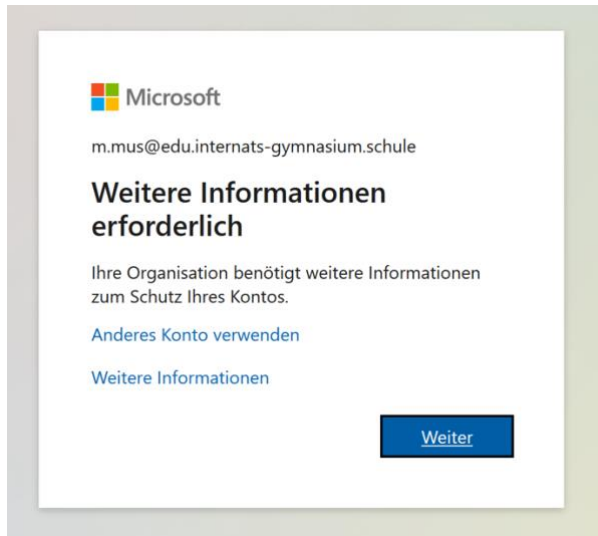 Microsoft
m.mus@edu.internats-gymnasium.schule
Weitere Informationen
erforderlich
Ihre Organisation benötigt weitere Informationen
zum Schutz Ihres Kontos.
Anderes Konto verwenden
Weitere Informationen
Weiter